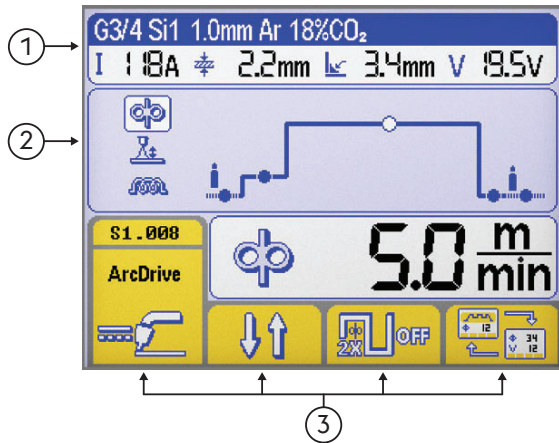 G3/4 Si1 1.0mm Ar 18%CO₂
I 118A 2.2mm 3.4mm V 19.5V
S1.008
ArcDrive
5.0 m/min
2X OFF
12
34
V 12
1
2
3